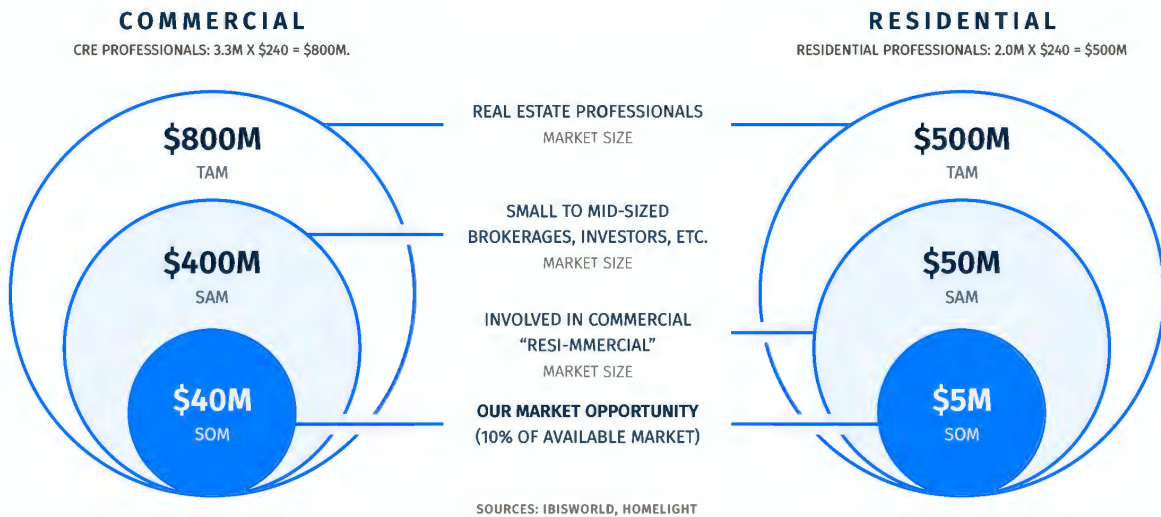 COMMERCIAL
CRE PROFESSIONALS: 3.3M X $240 = $800M.
$800M
TAM
$400M
SAM
$40M
SOM
REAL ESTATE PROFESSIONALS
MARKET SIZE
SMALL TO MID-SIZED
BROKERAGES, INVESTORS, ETC.
MARKET SIZE
INVOLVED IN COMMERCIAL
“RESI-MMERCIAL”
MARKET SIZE
OUR MARKET OPPORTUNITY
(10% OF AVAILABLE MARKET)
RESIDENTIAL
RESIDENTIAL PROFESSIONALS: 2.0M X $240 = $500M
$500M
TAM
$50M
SAM
$5M
SOM
SOURCES: IBISWORLD, HOMELIGHT